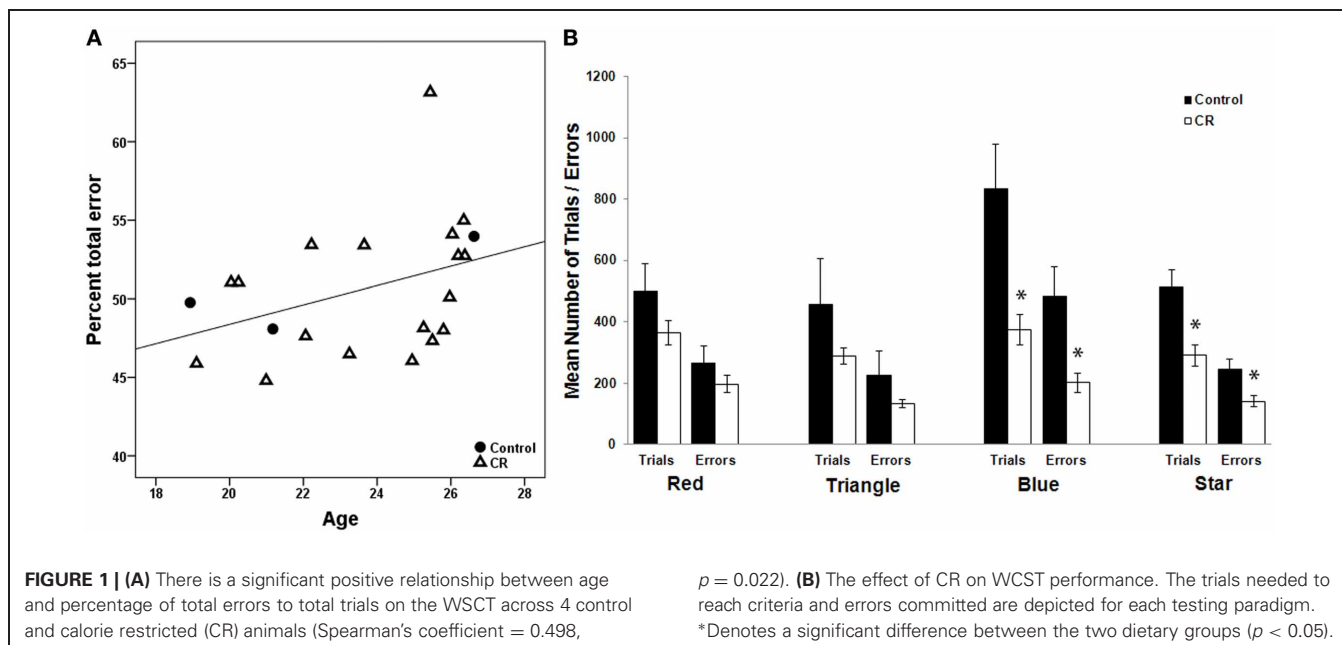 A
65
60
55
50
45
40
Percent total error
18 20 22 24 26 28
Age
Control
CR
B
1200
1000
800
600
400
200
0
Mean Number of Trials / Errors
Control
CR
*
*
*
*
Trials Errors Trials Errors Trials Errors Trials Errors
Red Triangle Blue Star
FIGURE 1 | (A) There is a significant positive relationship between age
and percentage of total errors to total trials on the WSCT across 4 control
and calorie restricted (CR) animals (Spearman's coefficient = 0.498,
p = 0.022). (B) The effect of CR on WCST performance. The trials needed to
reach criteria and errors committed are depicted for each testing paradigm.
*Denotes a significant difference between the two dietary groups (p < 0.05).